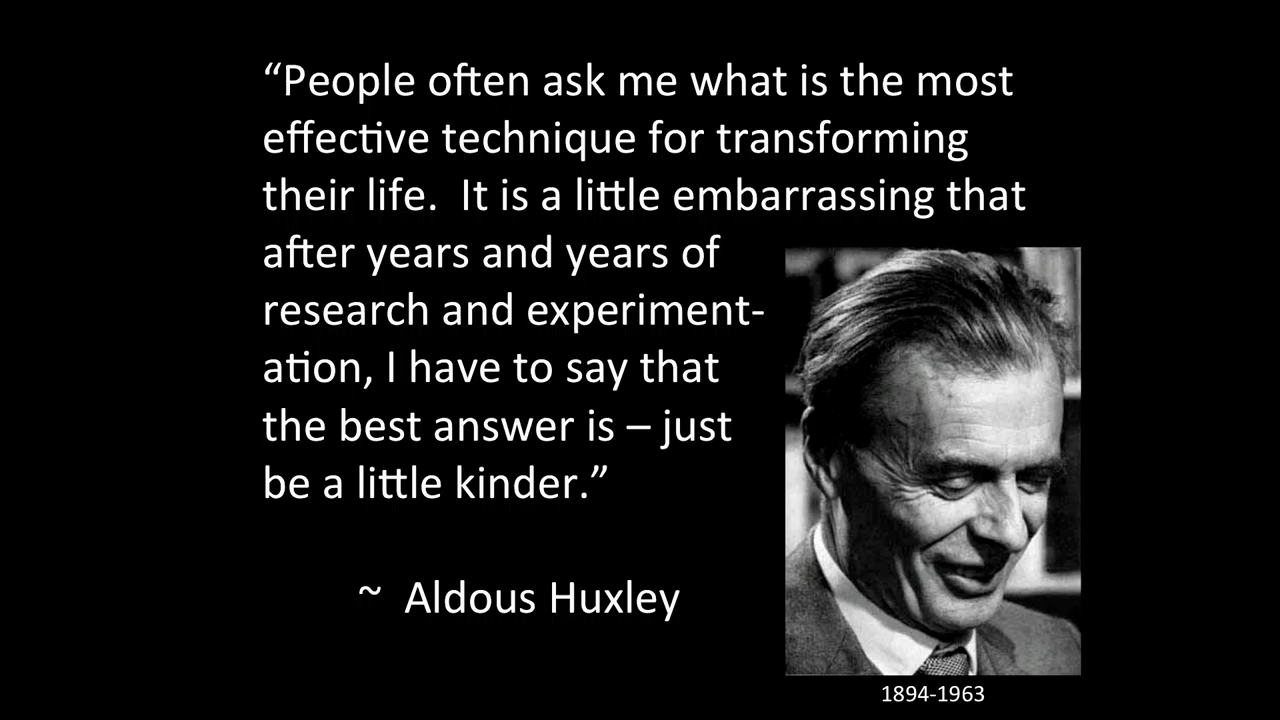 “People often ask me what is the most
effective technique for transforming
their life.  It is a little embarrassing that
after years and years of
research and experiment-
ation, I have to say that
the best answer is – just
be a little kinder.”
~  Aldous Huxley
1894-1963